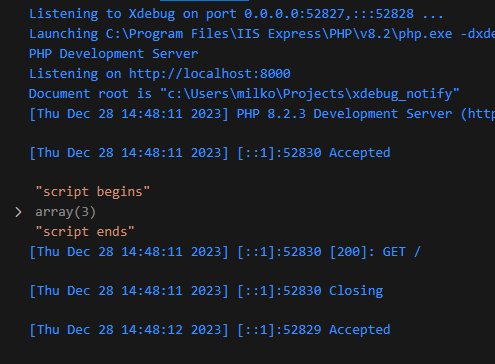 Listening to Xdebug on port 0.0.0.0:52827,:::52828 ...
Launching C:\Program Files\IIS Express\PHP\v8.2\php.exe -dxde
PHP Development Server
Listening on http://localhost:8000
Document root is "c:\Users\milko\Projects\xdebug_notify"
[Thu Dec 28 14:48:11 2023] PHP 8.2.3 Development Server (http
[Thu Dec 28 14:48:11 2023] [::1]:52830 Accepted
"script begins"
array(3)
"script ends"
[Thu Dec 28 14:48:11 2023] [::1]:52830 [200]: GET /
[Thu Dec 28 14:48:11 2023] [::1]:52830 Closing
[Thu Dec 28 14:48:12 2023] [::1]:52829 Accepted